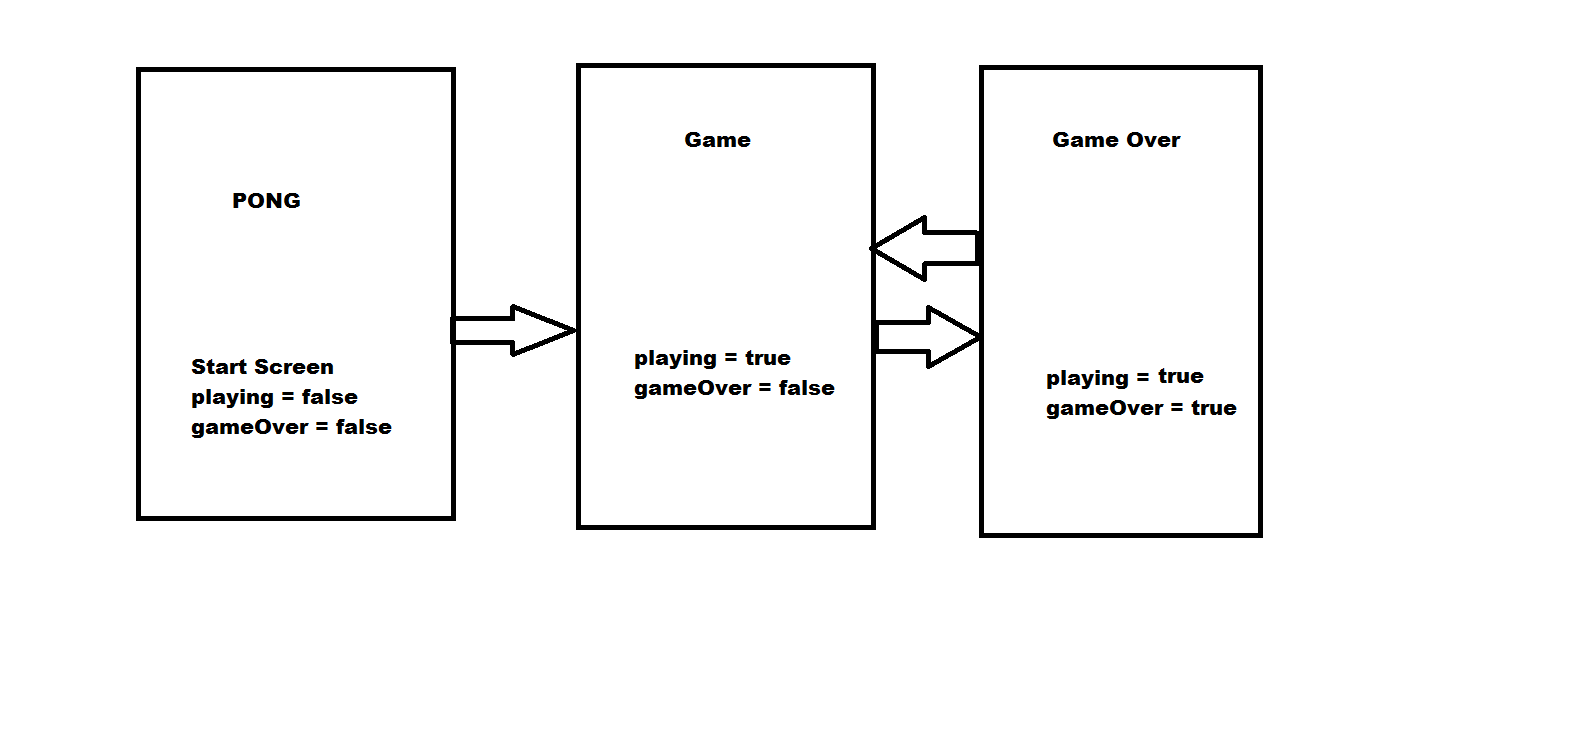 PONG
Start Screen
playing = false
gameOver = false
Game
playing = true
gameOver = false
Game Over
playing = true
gameOver = true